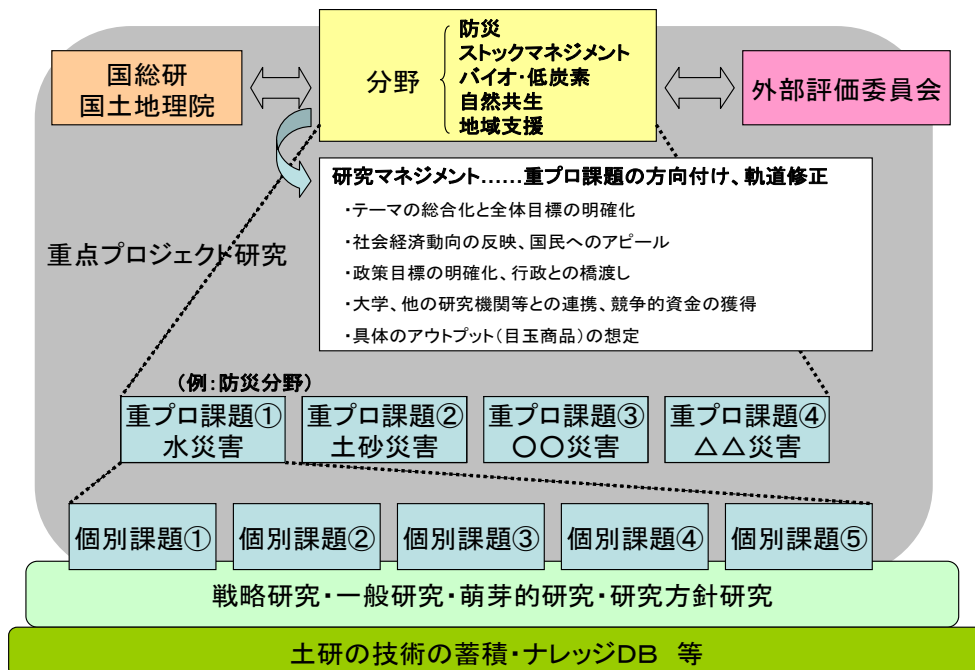 国総研
国土地理院
分野
防災
ストックマネジメント
バイオ・低炭素
自然共生
地域支援
外部評価委員会
研究マネジメント……重プロ課題の方向付け、軌道修正
・テーマの総合化と全体目標の明確化
・社会経済動向の反映、国民へのアピール
・政策目標の明確化、行政との橋渡し
・大学、他の研究機関等との連携、競争的資金の獲得
・具体のアウトプット(目玉商品)の想定
重点プロジェクト研究
(例:防災分野)
重プロ課題①
水災害
重プロ課題②
土砂災害
重プロ課題③
○○災害
重プロ課題④
△△災害
個別課題①
個別課題②
個別課題③
個別課題④
個別課題⑤
戦略研究・一般研究・萌芽的研究・研究方針研究
土研の技術の蓄積・ナレッジDB 等